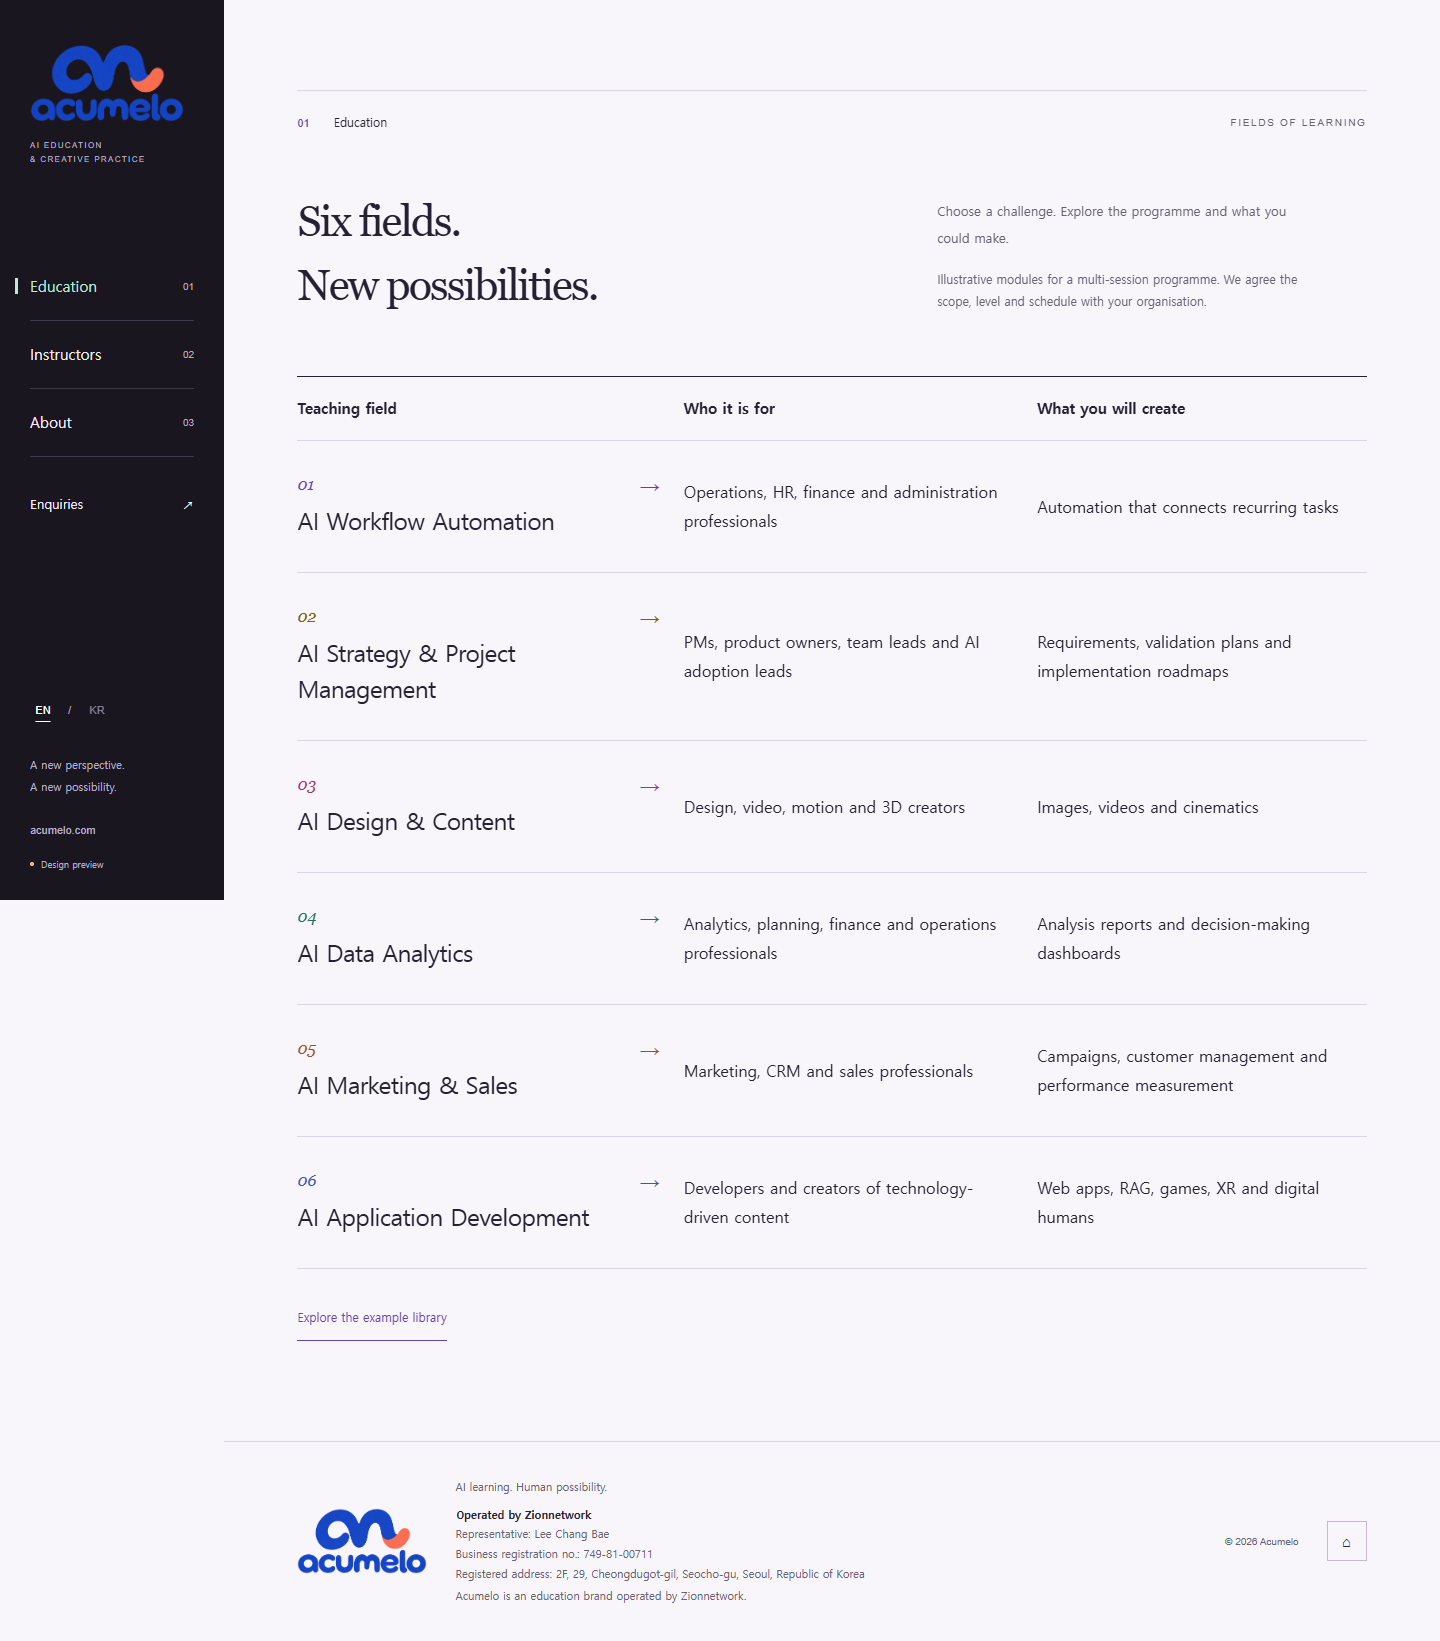 acumelo
AI EDUCATION
& CREATIVE PRACTICE
Education 01
Instructors 02
About 03
Enquiries ↗
EN / KR
A new perspective.
A new possibility.
acumelo.com
Design preview
01 Education
FIELDS OF LEARNING
Six fields.
New possibilities.
Choose a challenge. Explore the programme and what you
could make.
Illustrative modules for a multi-session programme. We agree the
scope, level and schedule with your organisation.
Teaching field
Who it is for
What you will create
01
AI Workflow Automation
→
Operations, HR, finance and administration
professionals
Automation that connects recurring tasks
02
AI Strategy & Project
Management
→
PMs, product owners, team leads and AI
adoption leads
Requirements, validation plans and
implementation roadmaps
03
AI Design & Content
→
Design, video, motion and 3D creators
Images, videos and cinematics
04
AI Data Analytics
→
Analytics, planning, finance and operations
professionals
Analysis reports and decision-making
dashboards
05
AI Marketing & Sales
→
Marketing, CRM and sales professionals
Campaigns, customer management and
performance measurement
06
AI Application Development
→
Developers and creators of technology-
driven content
Web apps, RAG, games, XR and digital
humans
Explore the example library
acumelo
AI learning. Human possibility.
Operated by Zionnetwork
Representative: Lee Chang Bae
Business registration no.: 749-81-00711
Registered address: 2F, 29, Cheongdugot-gil, Seocho-gu, Seoul, Republic of Korea
Acumelo is an education brand operated by Zionnetwork.
© 2026 Acumelo